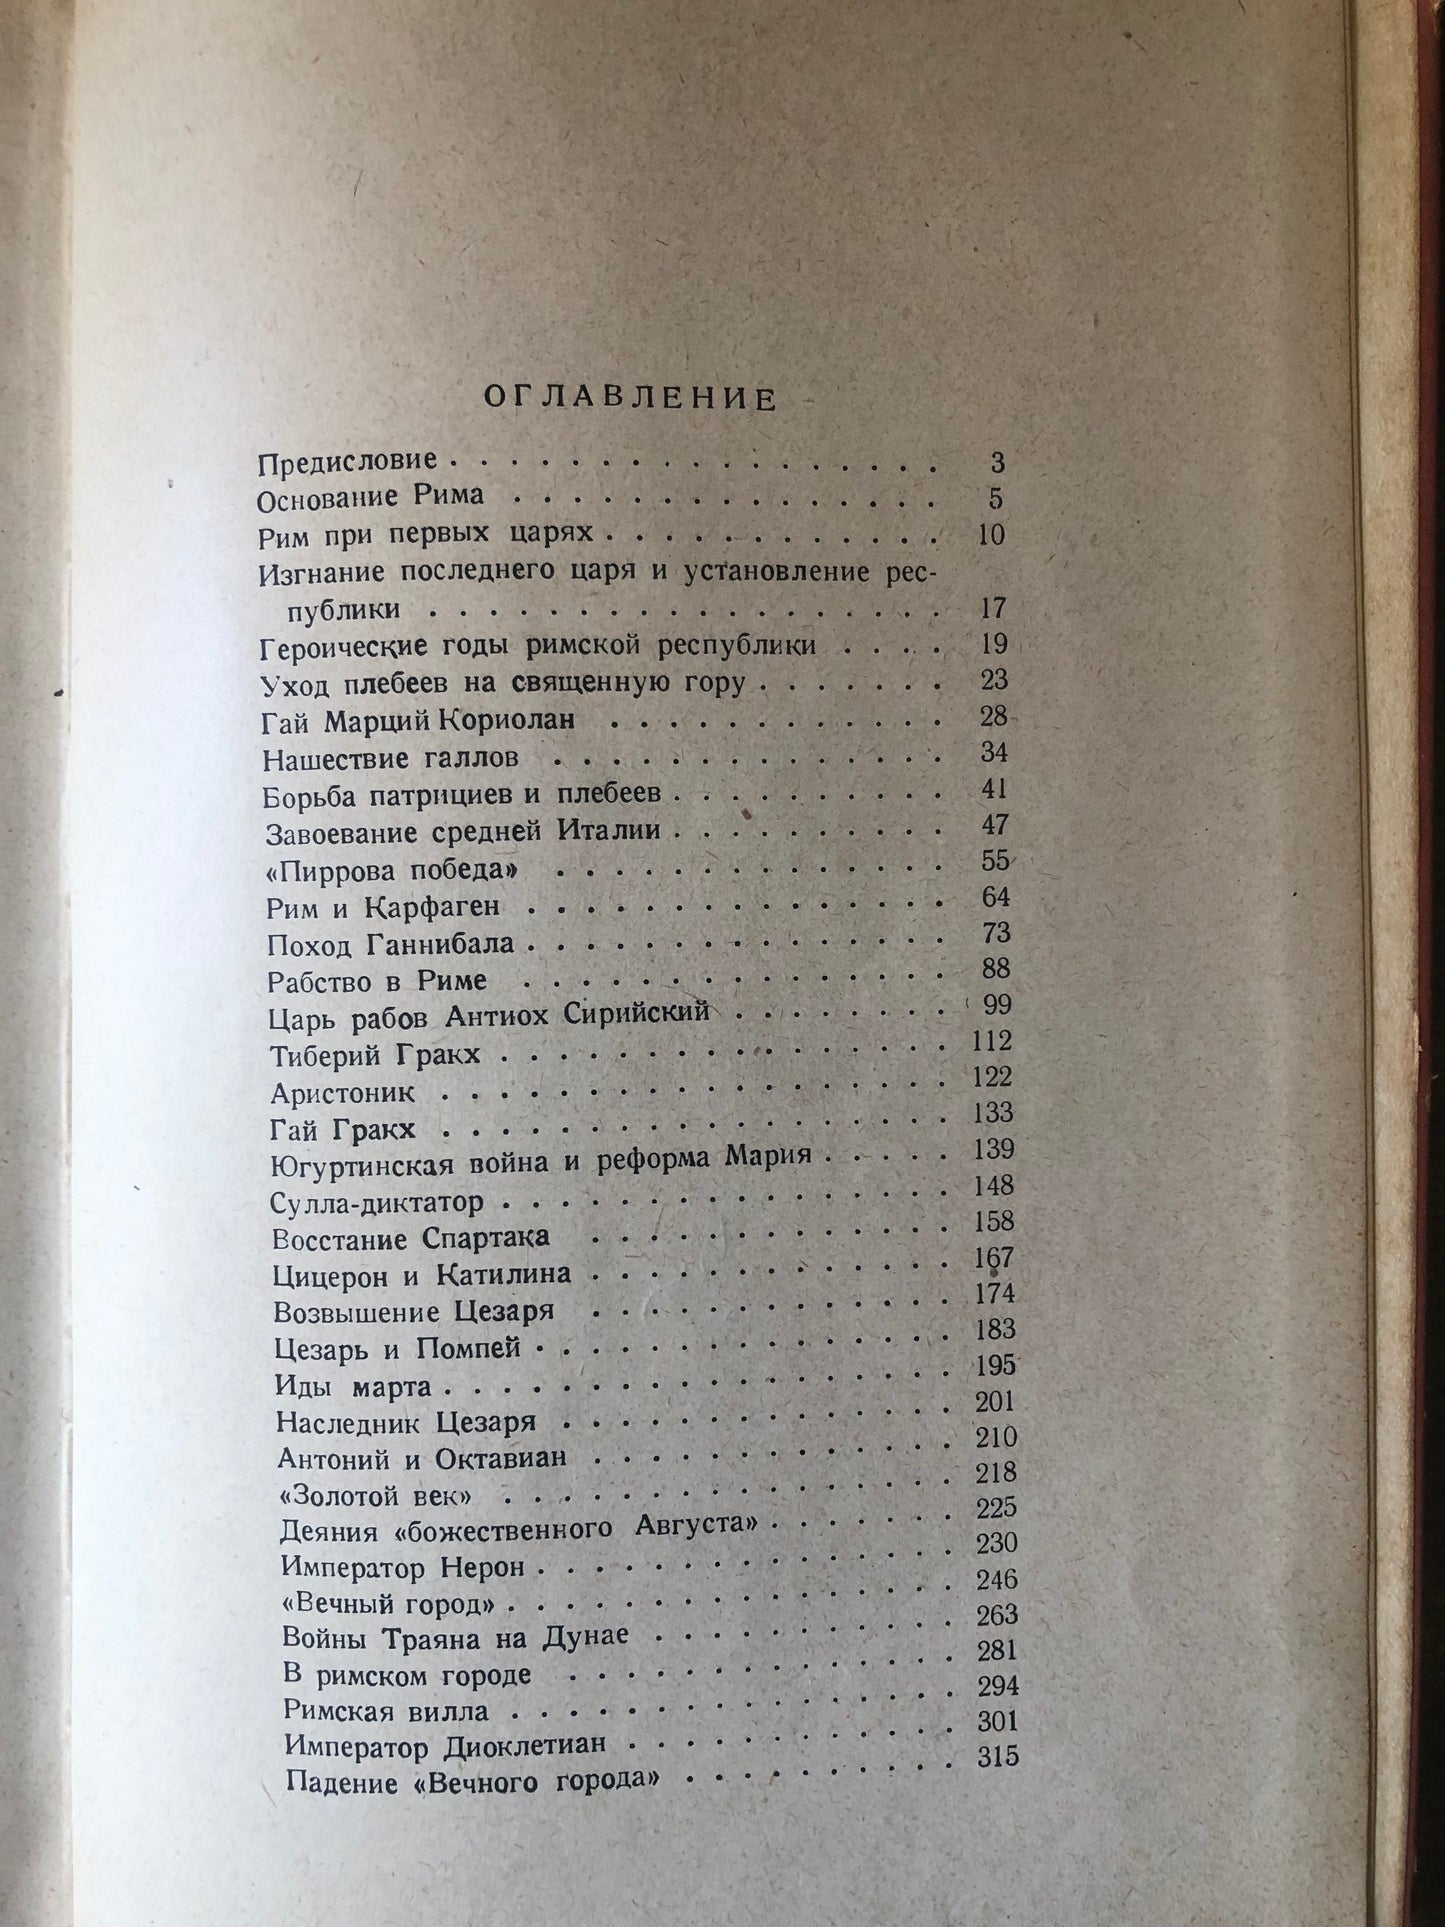 ОГЛАВЛЕНИЕ
Предисловие . . . . . . . . . . . . . . . . . 3
Основание Рима . . . . . . . . . . . . . . . 5
Рим при первых царях . . . . . . . . . . . . 10
Изгнание последнего царя и установление рес-
публики . . . . . . . . . . . . . . . . . . 17
Героические годы римской республики . . . . 19
Уход плебеев на священную гору . . . . . . . 23
Гай Марций Кориолан . . . . . . . . . . . . 28
Нашествие галлов . . . . . . . . . . . . . . 34
Борьба патрициев и плебеев . . . . . . . . . . 41
Завоевание средней Италии . . . . . . . . . . 47
«Пиррова победа» . . . . . . . . . . . . . . 55
Рим и Карфаген . . . . . . . . . . . . . . . 64
Поход Ганнибала . . . . . . . . . . . . . . . 73
Рабство в Риме . . . . . . . . . . . . . . . 88
Царь рабов Антиох Сирийский . . . . . . . . 99
Тиберий Гракх . . . . . . . . . . . . . . . . 112
Аристоник . . . . . . . . . . . . . . . . . . 122
Гай Гракх . . . . . . . . . . . . . . . . . . 133
Югуртинская война и реформа Мария . . . . . 139
Сулла-диктатор . . . . . . . . . . . . . . . . 148
Восстание Спартака . . . . . . . . . . . . . 158
Цицерон и Катилина . . . . . . . . . . . . . 167
Возвышение Цезаря . . . . . . . . . . . . . 174
Цезарь и Помпей . . . . . . . . . . . . . . . 183
Иды марта . . . . . . . . . . . . . . . . . . 195
Наследник Цезаря . . . . . . . . . . . . . . 201
Антоний и Октавиан . . . . . . . . . . . . . 210
«Золотой век» . . . . . . . . . . . . . . . . 218
Деяния «божественного Августа» . . . . . . . 225
Император Нерон . . . . . . . . . . . . . . . 230
«Вечный город» . . . . . . . . . . . . . . . . 246
Войны Траяна на Дунае . . . . . . . . . . . 263
В римском городе . . . . . . . . . . . . . . 281
Римская вилла . . . . . . . . . . . . . . . . 294
Император Диоклетиан . . . . . . . . . . . . 301
Падение «Вечного города» . . . . . . . . . . 315